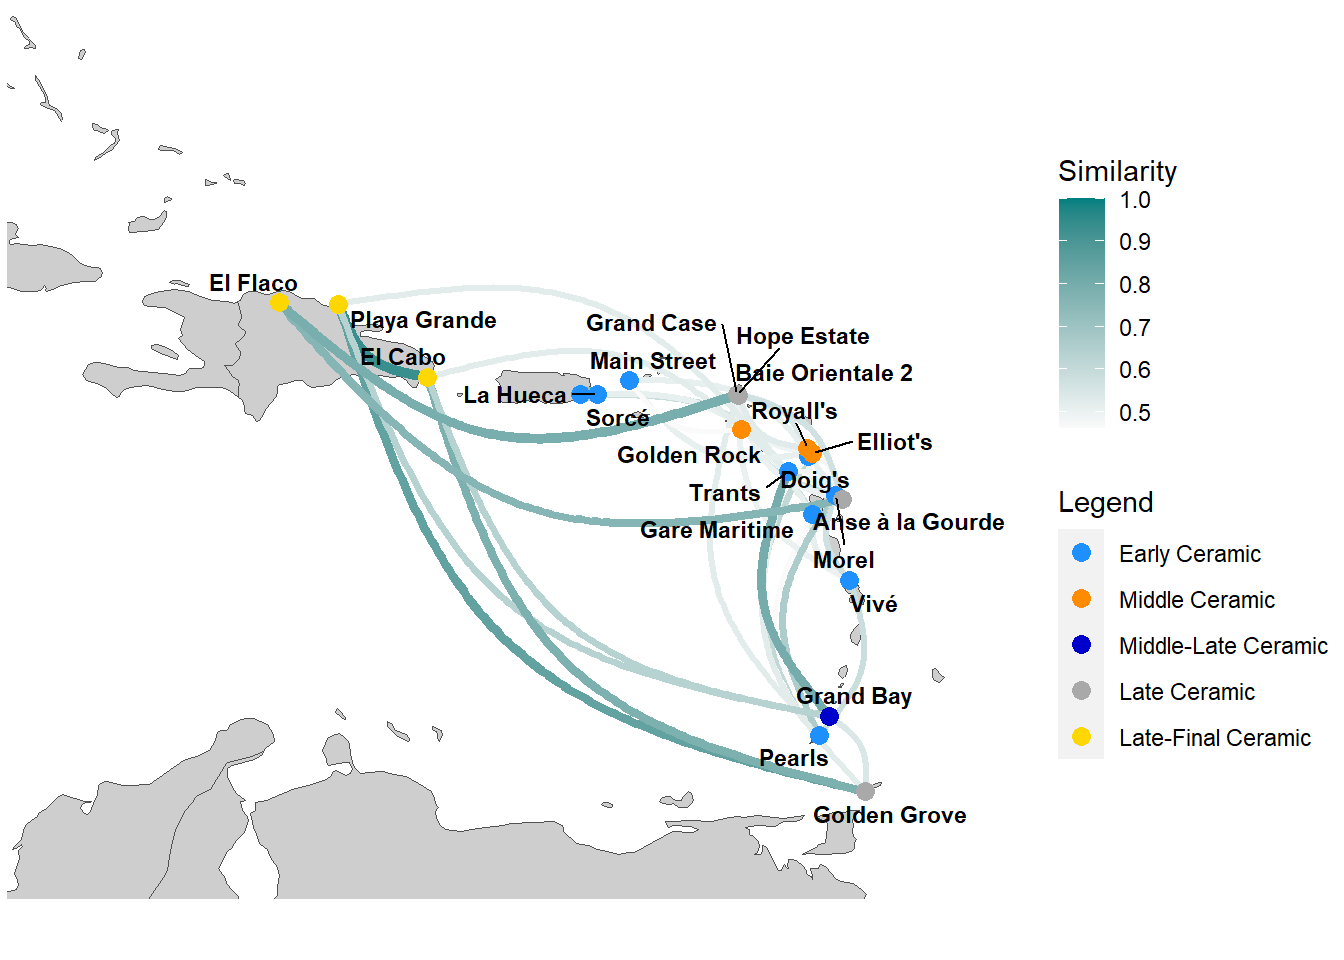 El Flaco
Playa Grande
El Cabo
Grand Case
Hope Estate
Main Street
Baie Orientale 2
La Hueca
Sorcé
Royall's
Elliot's
Golden Rock
Doig's
Trants
Gare Maritime
Anse à la Gourde
Morel
Vivé
Grand Bay
Pearls
Golden Grove
Similarity
1.0
0.9
0.8
0.7
0.6
0.5
Legend
Early Ceramic
Middle Ceramic
Middle-Late Ceramic
Late Ceramic
Late-Final Ceramic